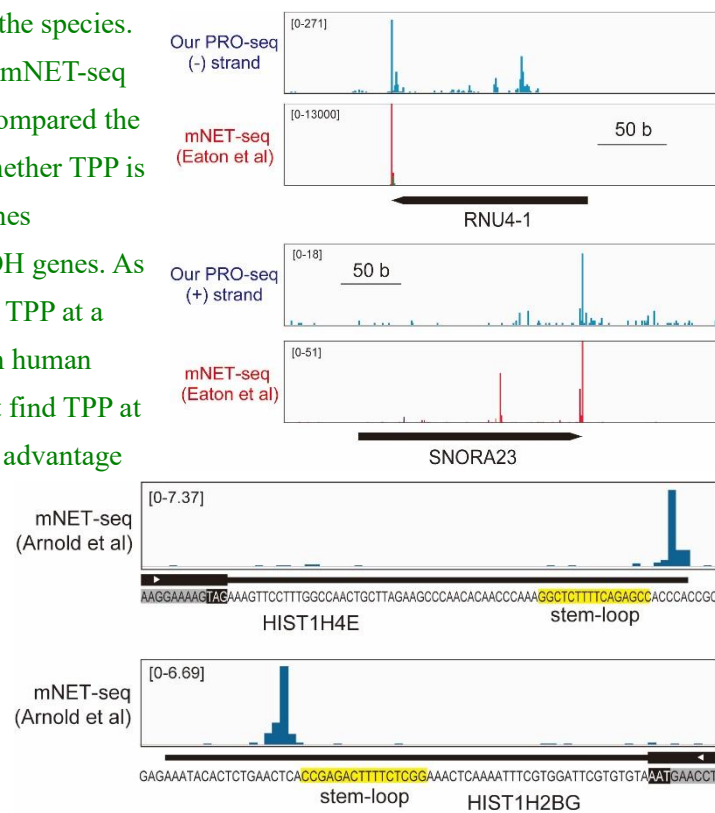 the species.
mNET-seq
ompared the
hether TPP is
nes
DH genes. As
TPP at a
n human
t find TPP at
advantage
Our PRO-seq
(-) strand
[0-271]
mNET-seq
(Eaton et al)
[0-13000]
50 b
RNU4-1
Our PRO-seq
(+) strand
[0-18]
50 b
mNET-seq
(Eaton et al)
[0-51]
SNORA23
mNET-seq
(Arnold et al)
[0-7.37]
AAGGAAAAGTAGAAAGTTCCTTTGGCCAACTGCTTAGAAGCCCAACACAACCCAAAGGCTCTTTTCAGAGCCACCCACCGC
HIST1H4E
stem-loop
mNET-seq
(Arnold et al)
[0-6.69]
GAGAAATACACTCTGAACTCACCGAGACTTTTCTCGGAAACTCAAAATTTCGTGGATTCGTGTGTAAATGAACCT
stem-loop
HIST1H2BG